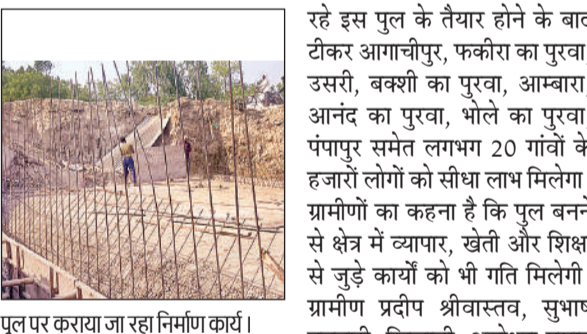 रहे इस पुल के तैयार होने के बाद
टीकर आगाचीपुर, फकीरा का पुरवा
उसरी, बक्शी का पुरवा, आम्बारा,
आनंद का पुरवा, भोले का पुरवा
पंपापुर समेत लगभग 20 गांवों के
हजारों लोगों को सीधा लाभ मिलेगा
ग्रामीणों का कहना है कि पुल बनने
से क्षेत्र में व्यापार, खेती और शिक्षा
से जुड़े कार्यों को भी गति मिलेगी
ग्रामीण प्रदीप श्रीवास्तव, सुभाष
पुल पर कराया जा रहा निर्माण कार्य।